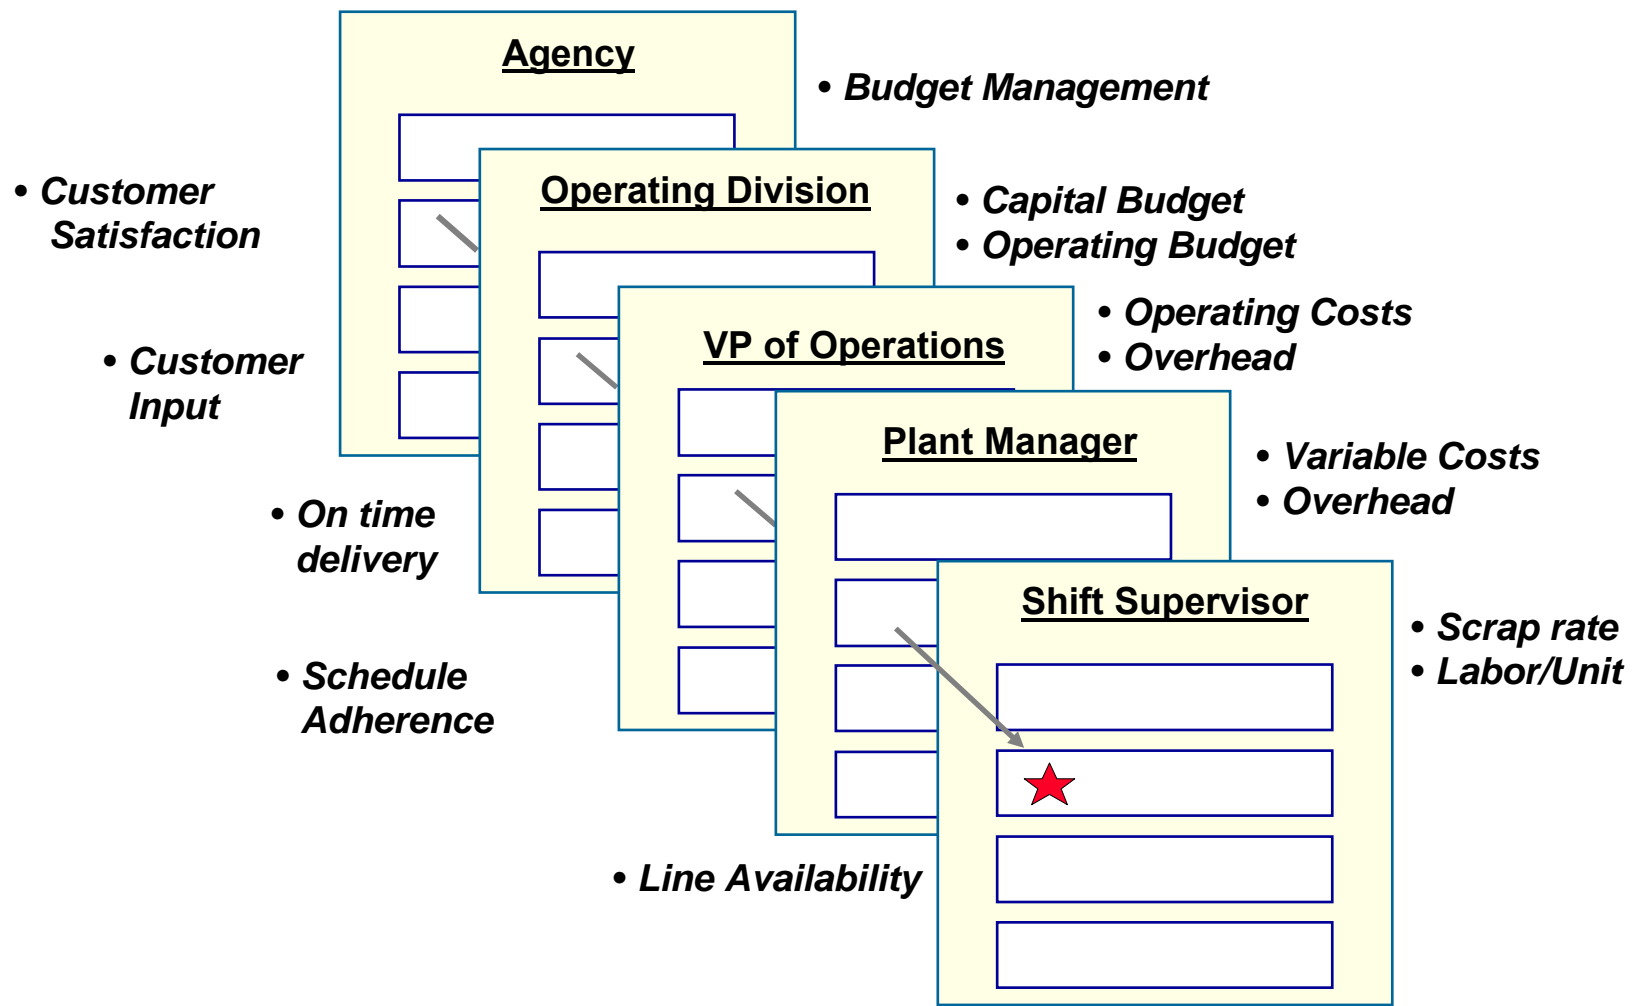 Agency
• Budget Management
• Customer
Satisfaction
Operating Division
• Capital Budget
• Operating Budget
• Customer
Input
VP of Operations
• Operating Costs
• Overhead
• On time
delivery
Plant Manager
• Variable Costs
• Overhead
• Schedule
Adherence
Shift Supervisor
• Scrap rate
• Labor/Unit
• Line Availability